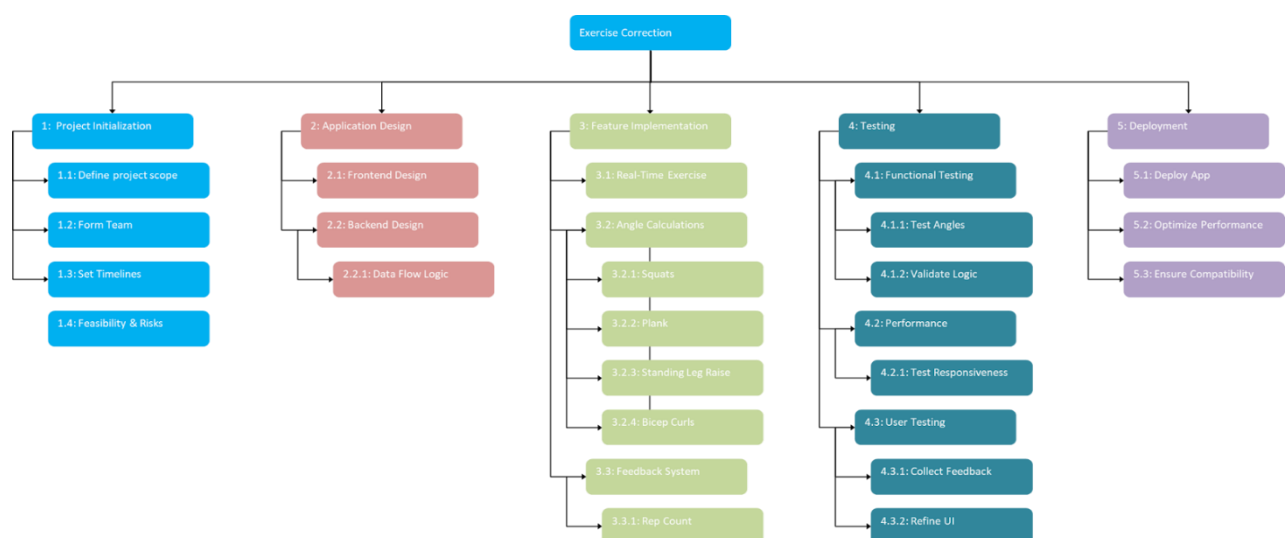 Exercise Correction
1: Project Initialization
1.1: Define project scope
1.2: Form Team
1.3: Set Timelines
1.4: Feasibility & Risks
2: Application Design
2.1: Frontend Design
2.2: Backend Design
2.2.1: Data Flow Logic
3: Feature Implementation
3.1: Real-Time Exercise
3.2: Angle Calculations
3.2.1: Squats
3.2.2: Plank
3.2.3: Standing Leg Raise
3.2.4: Bicep Curls
3.3: Feedback System
3.3.1: Rep Count
4: Testing
4.1: Functional Testing
4.1.1: Test Angles
4.1.2: Validate Logic
4.2: Performance
4.2.1: Test Responsiveness
4.3: User Testing
4.3.1: Collect Feedback
4.3.2: Refine UI
5: Deployment
5.1: Deploy App
5.2: Optimize Performance
5.3: Ensure Compatibility